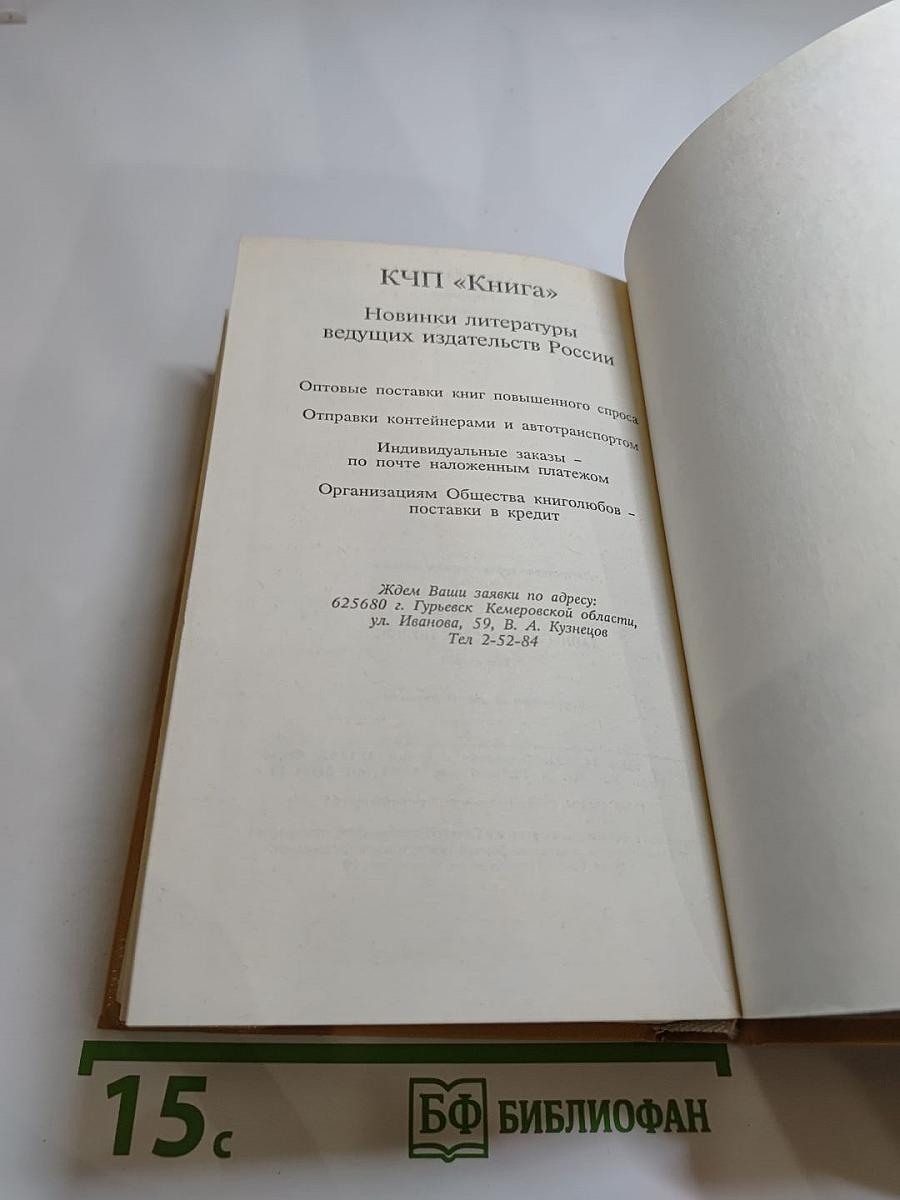 КЧП «Книга»
Новинки литературы
ведущих издательств России
Оптовые поставки книг повышенного спроса
Отправки контейнерами и автотранспортом
Индивидуальные заказы –
по почте наложенным платежом
Организациям Общества книголюбов –
поставки в кредит
Ждем Ваши заявки по адресу:
625680 г. Гурьевск Кемеровской области,
ул. Иванова, 59, В. А. Кузнецов
Тел 2-52-84
15 с
БФ БИБЛИОФАН